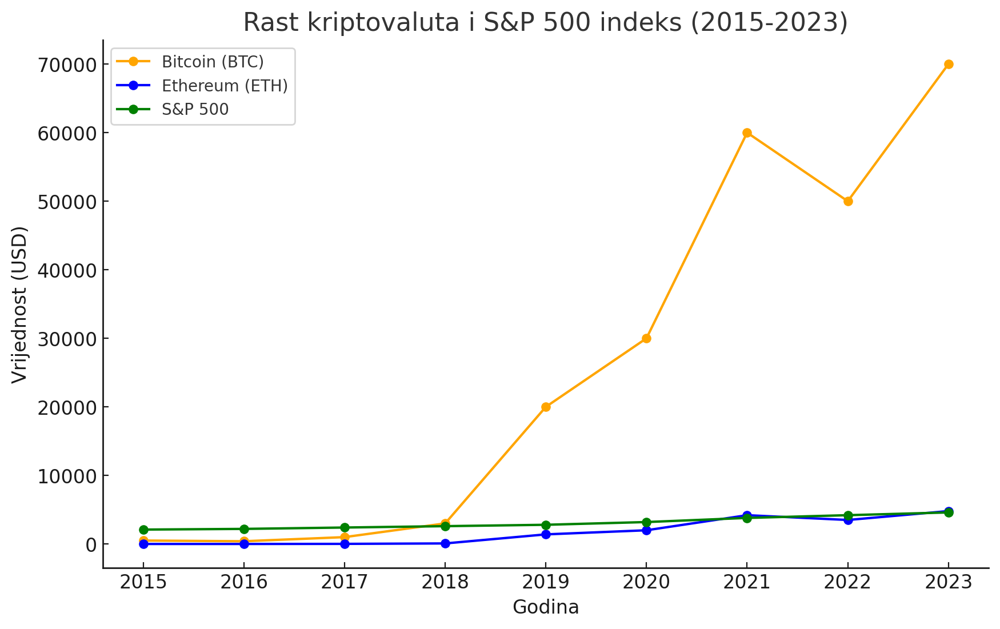 Rast kriptovaluta i S&P 500 indeks (2015-2023)
Bitcoin (BTC)
Ethereum (ETH)
S&P 500
Vrijednost (USD)
70000
60000
50000
40000
30000
20000
10000
0
2015 2016 2017 2018 2019 2020 2021 2022 2023
Godina